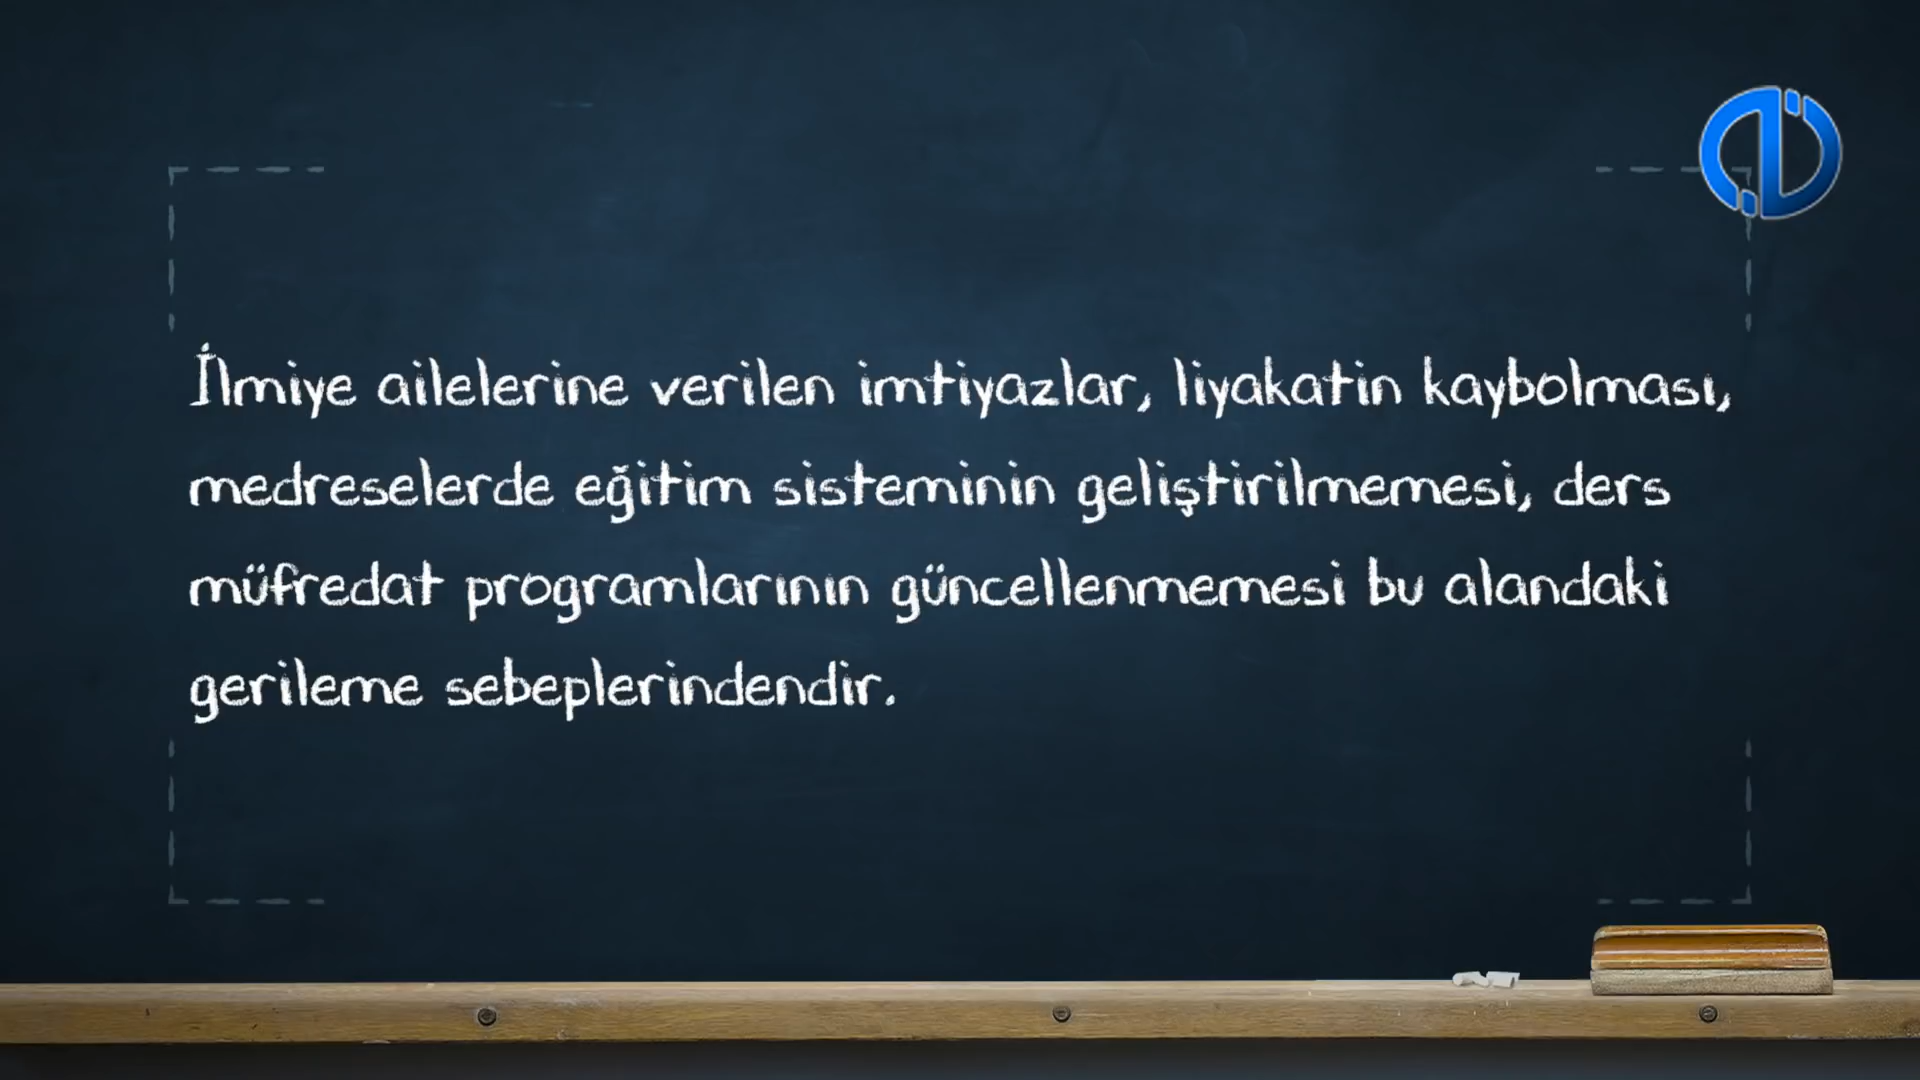 İlmiye ailelerine verilen imtiyazlar, liyakatin kaybolması,
medreselerde eğitim sisteminin geliştirilmemesi, ders
müfredat programlarının güncellenmemesi bu alandaki
gerileme sebeplerindendir.